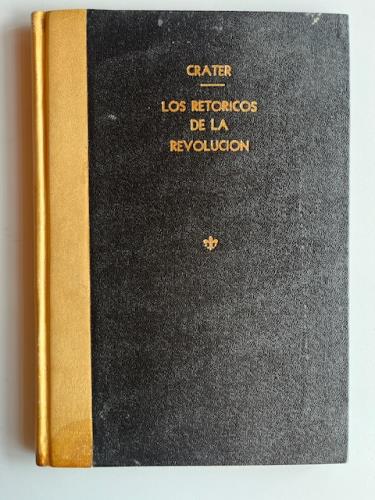 CRATER
LOS RETORICOS
DE LA
REVOLUCION